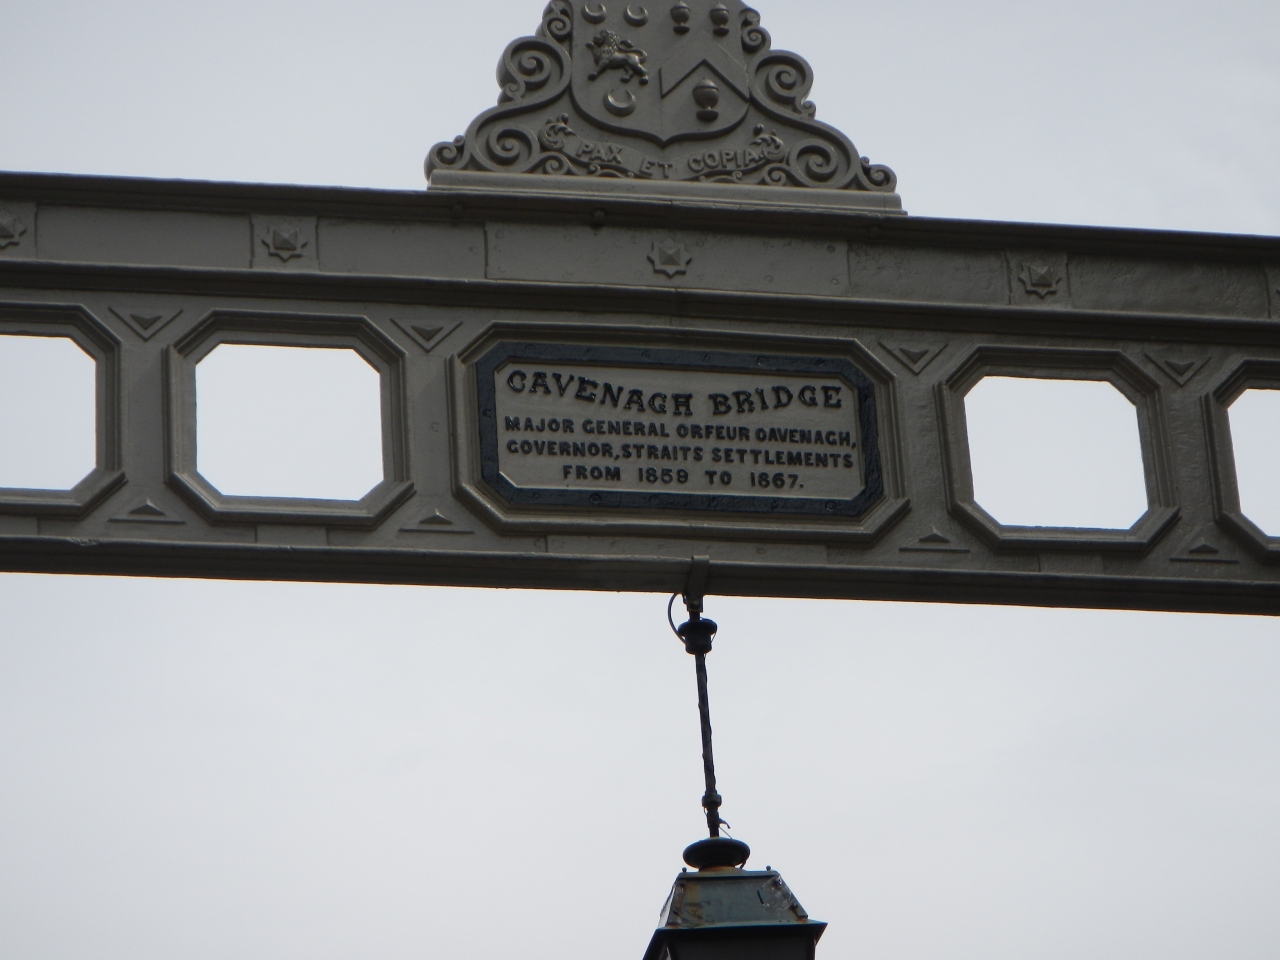 PAX ET COPIA
CAVENAGH BRIDGE
MAJOR GENERAL ORFEUR CAVENAGH,
GOVERNOR, STRAITS SETTLEMENTS
FROM 1859 TO 1867.